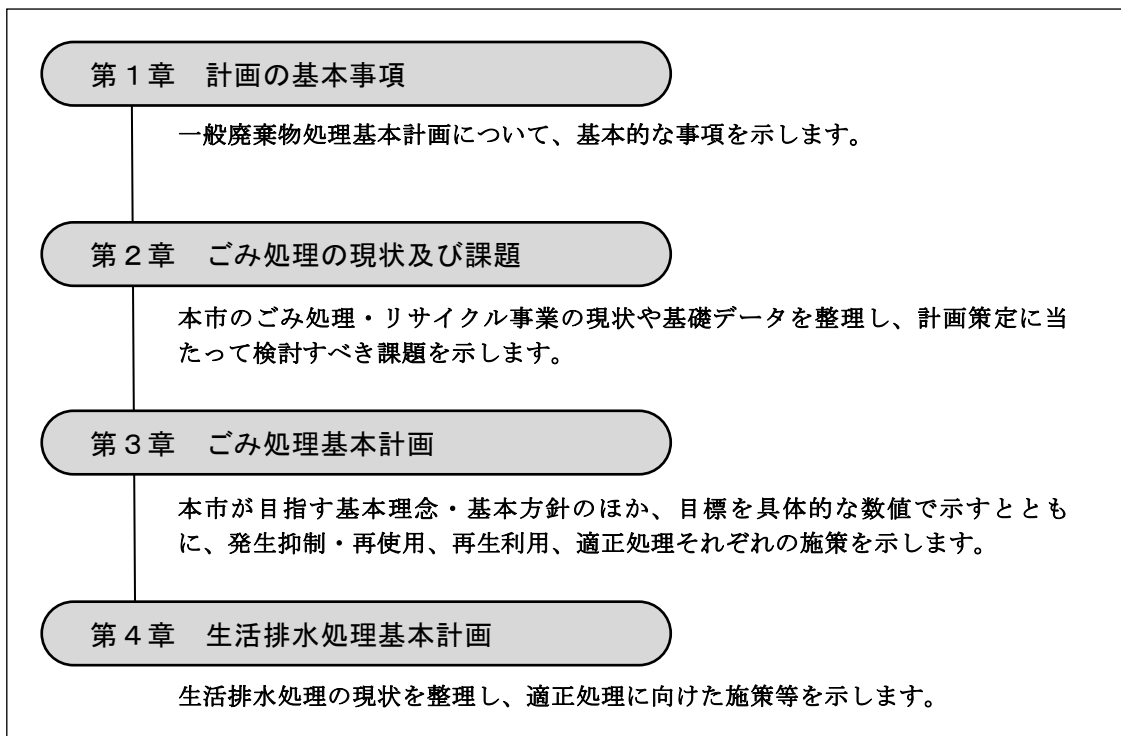 第１章　計画の基本事項
一般廃棄物処理基本計画について、基本的な事項を示します。
第２章　ごみ処理の現状及び課題
本市のごみ処理・リサイクル事業の現状や基礎データを整理し、計画策定に当
たって検討すべき課題を示します。
第３章　ごみ処理基本計画
本市が目指す基本理念・基本方針のほか、目標を具体的な数値で示すととも
に、発生抑制・再使用、再生利用、適正処理それぞれの施策を示します。
第４章　生活排水処理基本計画
生活排水処理の現状を整理し、適正処理に向けた施策等を示します。